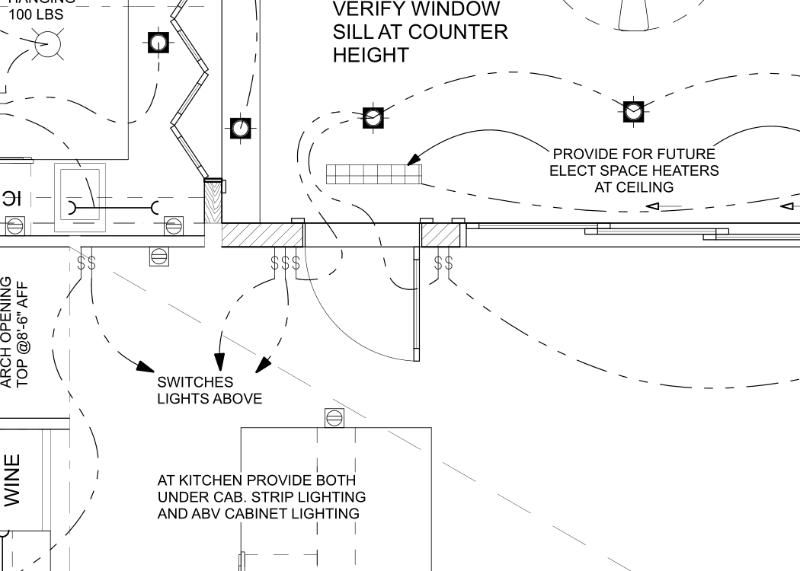 HANGING
100 LBS
VERIFY WINDOW
SILL AT COUNTER
HEIGHT
PROVIDE FOR FUTURE
ELECT SPACE HEATERS
AT CEILING
IC
S S
S S S
S S
ARCH OPENING
TOP @8'-6" AFF
SWITCHES
LIGHTS ABOVE
WINE
AT KITCHEN PROVIDE BOTH
UNDER CAB. STRIP LIGHTING
AND ABV CABINET LIGHTING